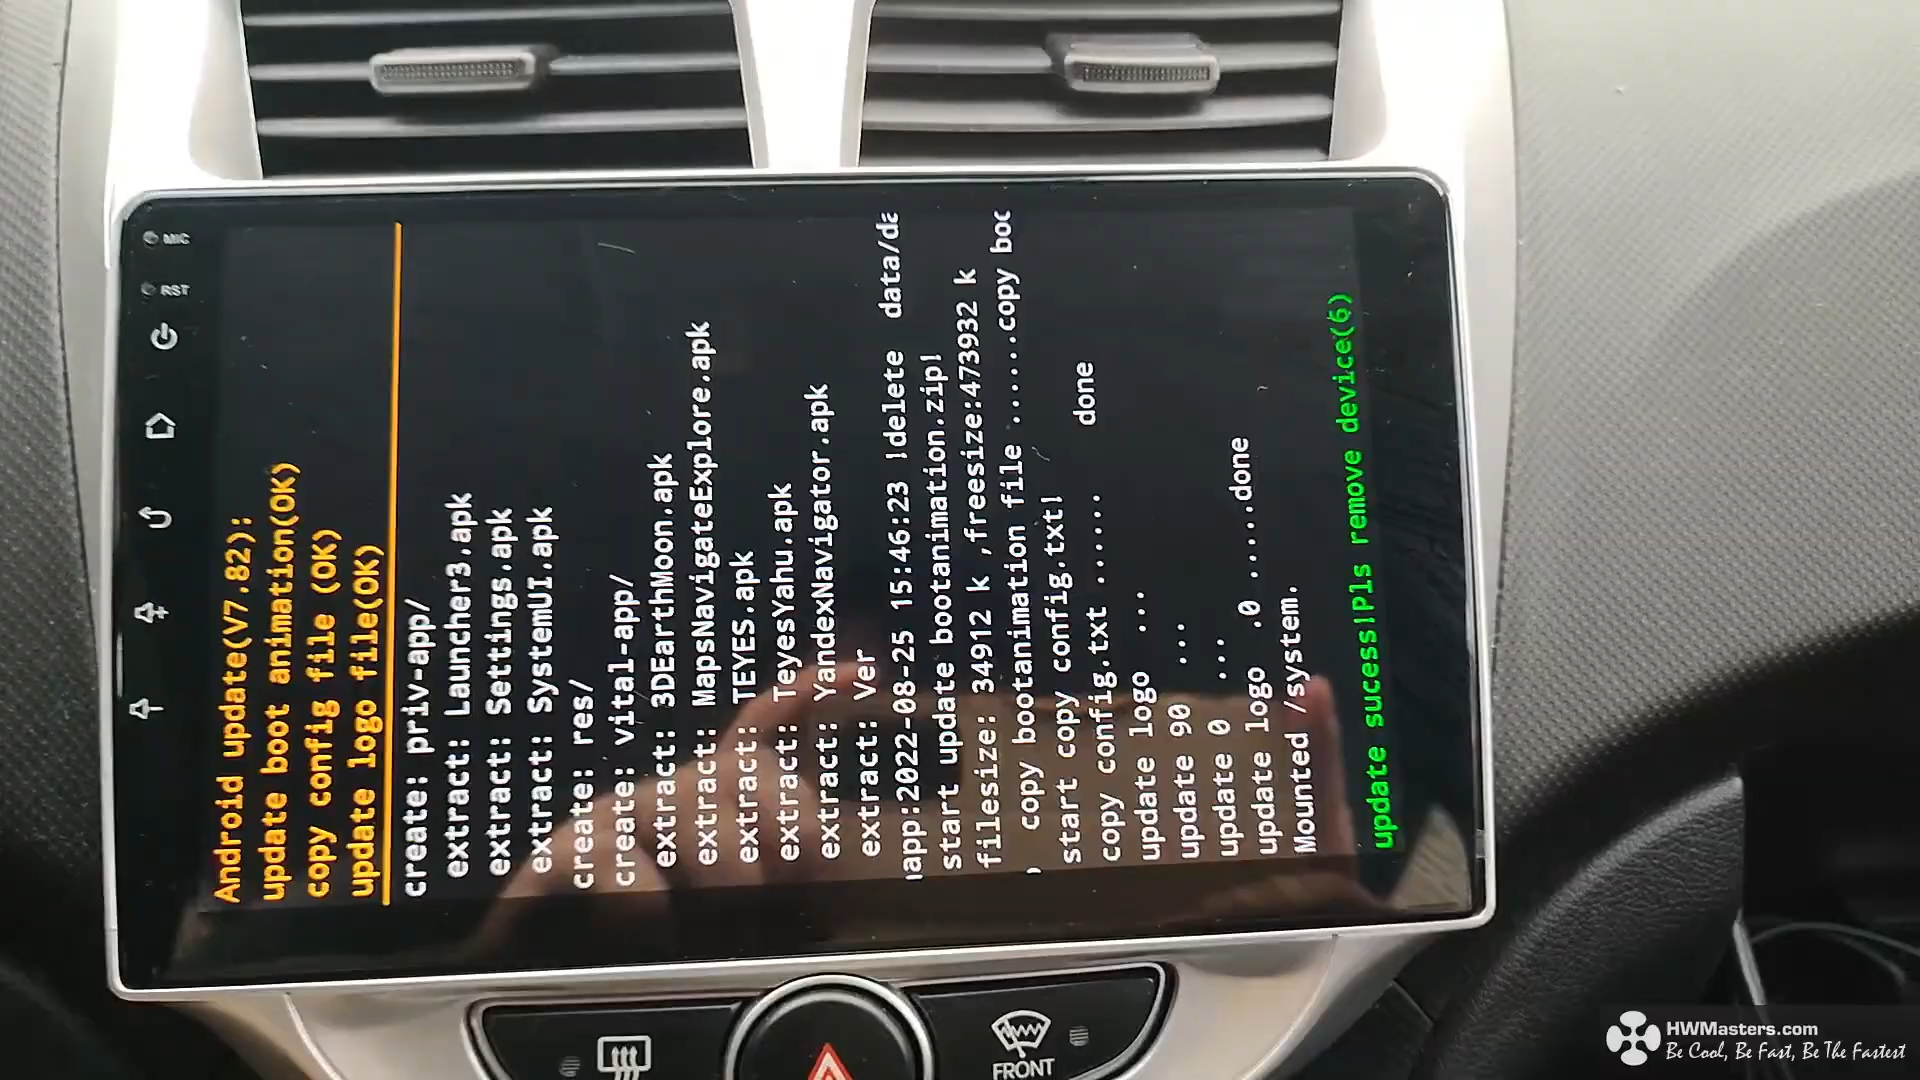 MIC
RST
Android update(V7.82):
update boot animation(OK)
copy config file (OK)
update logo file(OK)
create: priv-app/
extract: Launcher3.apk
extract: Settings.apk
extract: SystemUI.apk
create: res/
create: vital-app/
extract: 3DEarthMoon.apk
extract: MapsNavigateExplore.apk
extract: TEYES.apk
extract: TeyesYahu.apk
extract: YandexNavigator.apk
extract: Ver
app:2022-08-25 15:46:23 !delete data/da
start update bootanimation.zip!
filesize: 34912 k ,freesize:473932 k
copy bootanimation file .......copy boo
start copy config.txt!
copy config.txt ...... done
update logo ...
update 90 ...
update 0 ...
update logo .0 ......done
Mounted /system.
update sucess!Pls remove device(6)
FRONT
HWMasters.com
Be Cool, Be Fast, Be The Fastest